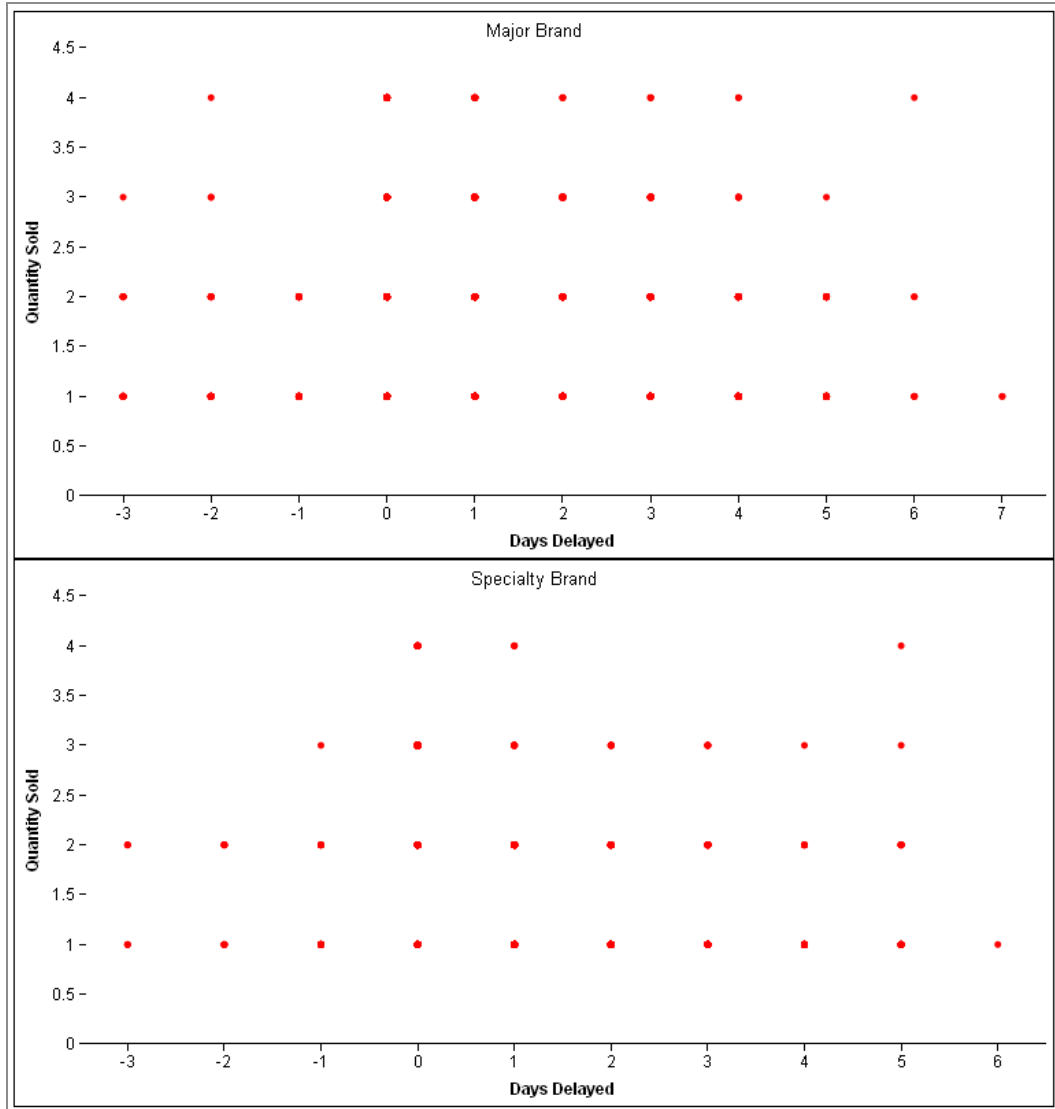 Major Brand
4.5
4
3.5
3
2.5
2
1.5
1
0.5
0
Quantity Sold
-3 -2 -1 0 1 2 3 4 5 6 7
Days Delayed
Specialty Brand
4.5
4
3.5
3
2.5
2
1.5
1
0.5
0
Quantity Sold
-3 -2 -1 0 1 2 3 4 5 6
Days Delayed